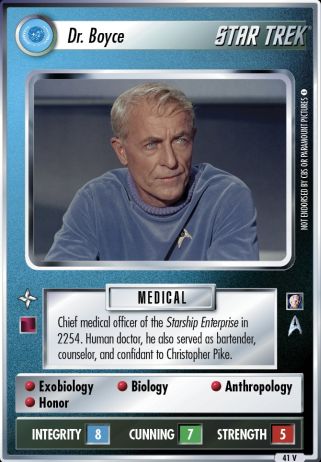 Dr. Boyce
STAR TREK®
NOT ENDORSED BY CBS OR PARAMOUNT PICTURES
MEDICAL
Chief medical officer of the Starship Enterprise in
2254. Human doctor, he also served as bartender,
counselor, and confidant to Christopher Pike.
Exobiology
Biology
Anthropology
Honor
INTEGRITY 8
CUNNING 7
STRENGTH 5
41 V